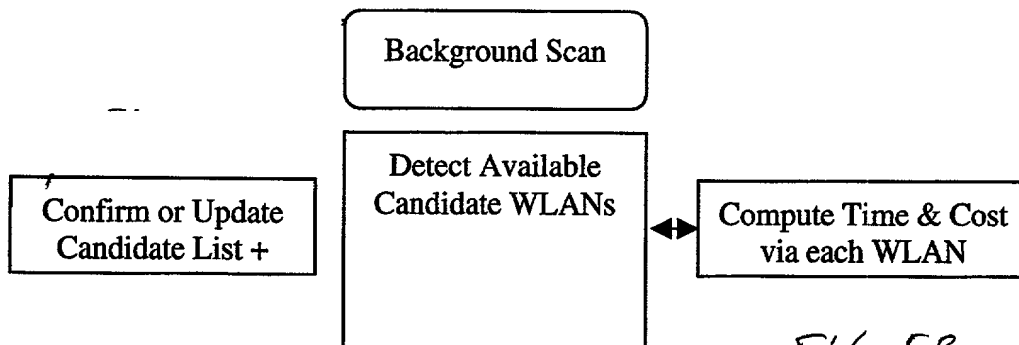 Background Scan
Detect Available
Candidate WLANs
Confirm or Update
Candidate List +
Compute Time & Cost
via each WLAN